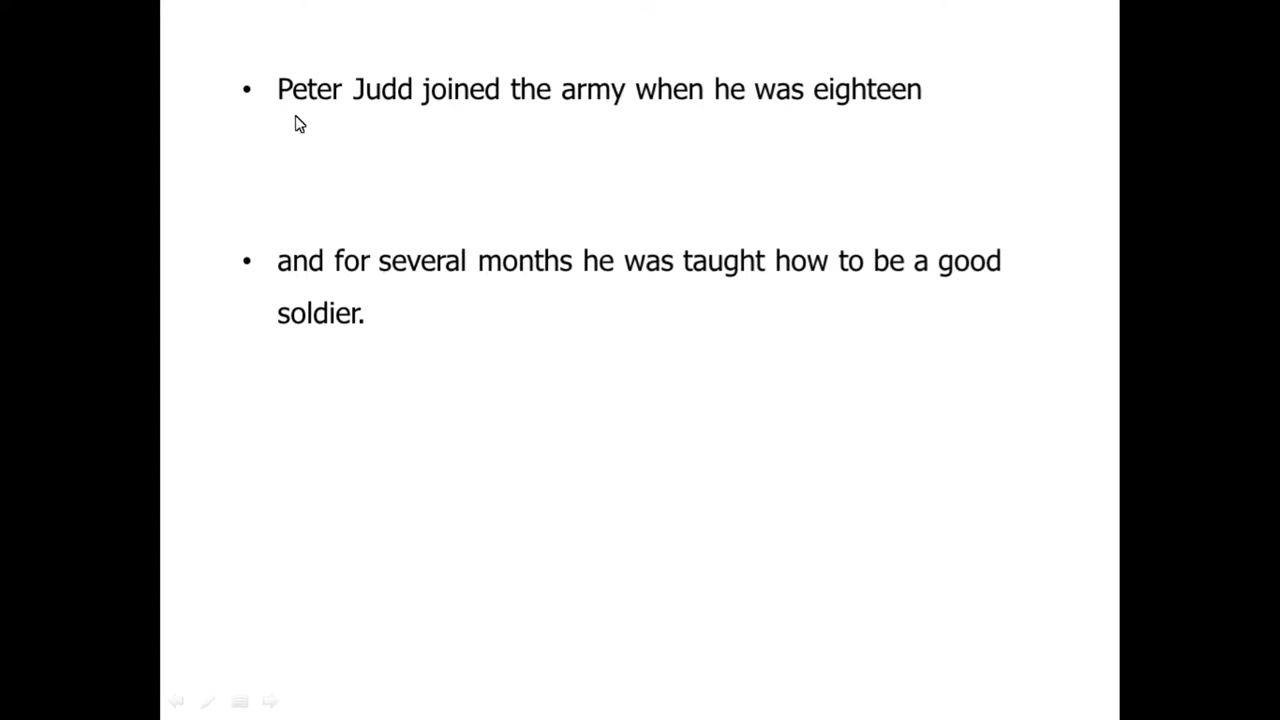 • Peter Judd joined the army when he was eighteen
• and for several months he was taught how to be a good
soldier.